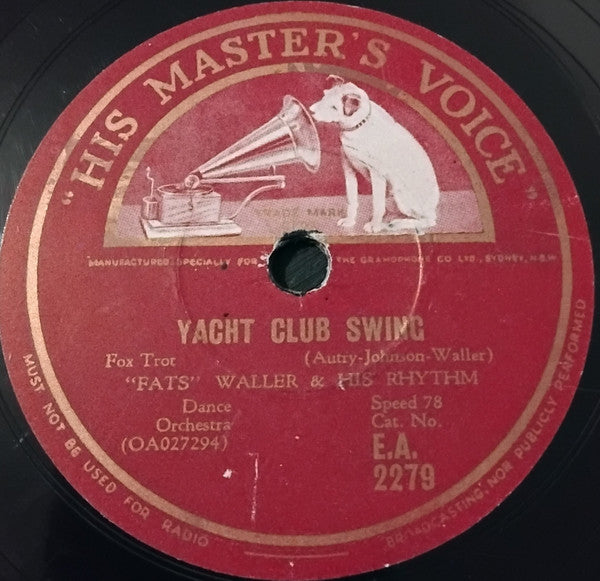 "HIS MASTER'S VOICE"
TRADE MARK
MANUFACTURED SPECIALLY FOR THE GRAMOPHONE CO LTD., SYDNEY, N.S.W
YACHT CLUB SWING
Fox Trot (Autry-Johnson-Waller)
"FATS" WALLER & HIS RHYTHM
Dance Speed 78
Orchestra Cat. No.
(OA027294) E.A.
2279
MUST NOT BE USED FOR RADIO BROADCASTING, NOR PUBLICLY PERFORMED